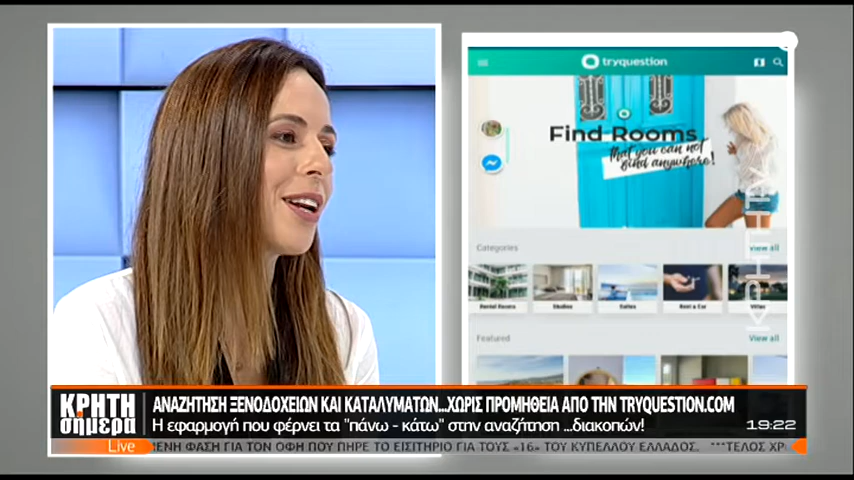 tryquestion
Find Rooms
that you can not
find anywhere!
Categories
View all
Rental Rooms
Studios
Suites
Rent a Car
Villas
Featured
View all
ΚΡΗΤΗ TV
ΚΡΗΤΗ
σήμερα
ΑΝΑΖΗΤΗΣΗ ΞΕΝΟΔΟΧΕΙΩΝ ΚΑΙ ΚΑΤΑΛΥΜΑΤΩΝ...ΧΩΡΙΣ ΠΡΟΜΗΘΕΙΑ ΑΠΟ ΤΗΝ TRYQUESTION.COM
Η εφαρμογή που φέρνει τα "πάνω - κάτω" στην αναζήτηση ...διακοπών!
19:22
Live
ΜΕΝΗ ΦΑΣΗ ΓΙΑ ΤΟΝ ΟΦΗ ΠΟΥ ΠΗΡΕ ΤΟ ΕΙΣΙΤΗΡΙΟ ΓΙΑ ΤΟΥΣ «16» ΤΟΥ ΚΥΠΕΛΛΟΥ ΕΛΛΑΔΟΣ. ***ΤΕΛΟΣ ΧΡ